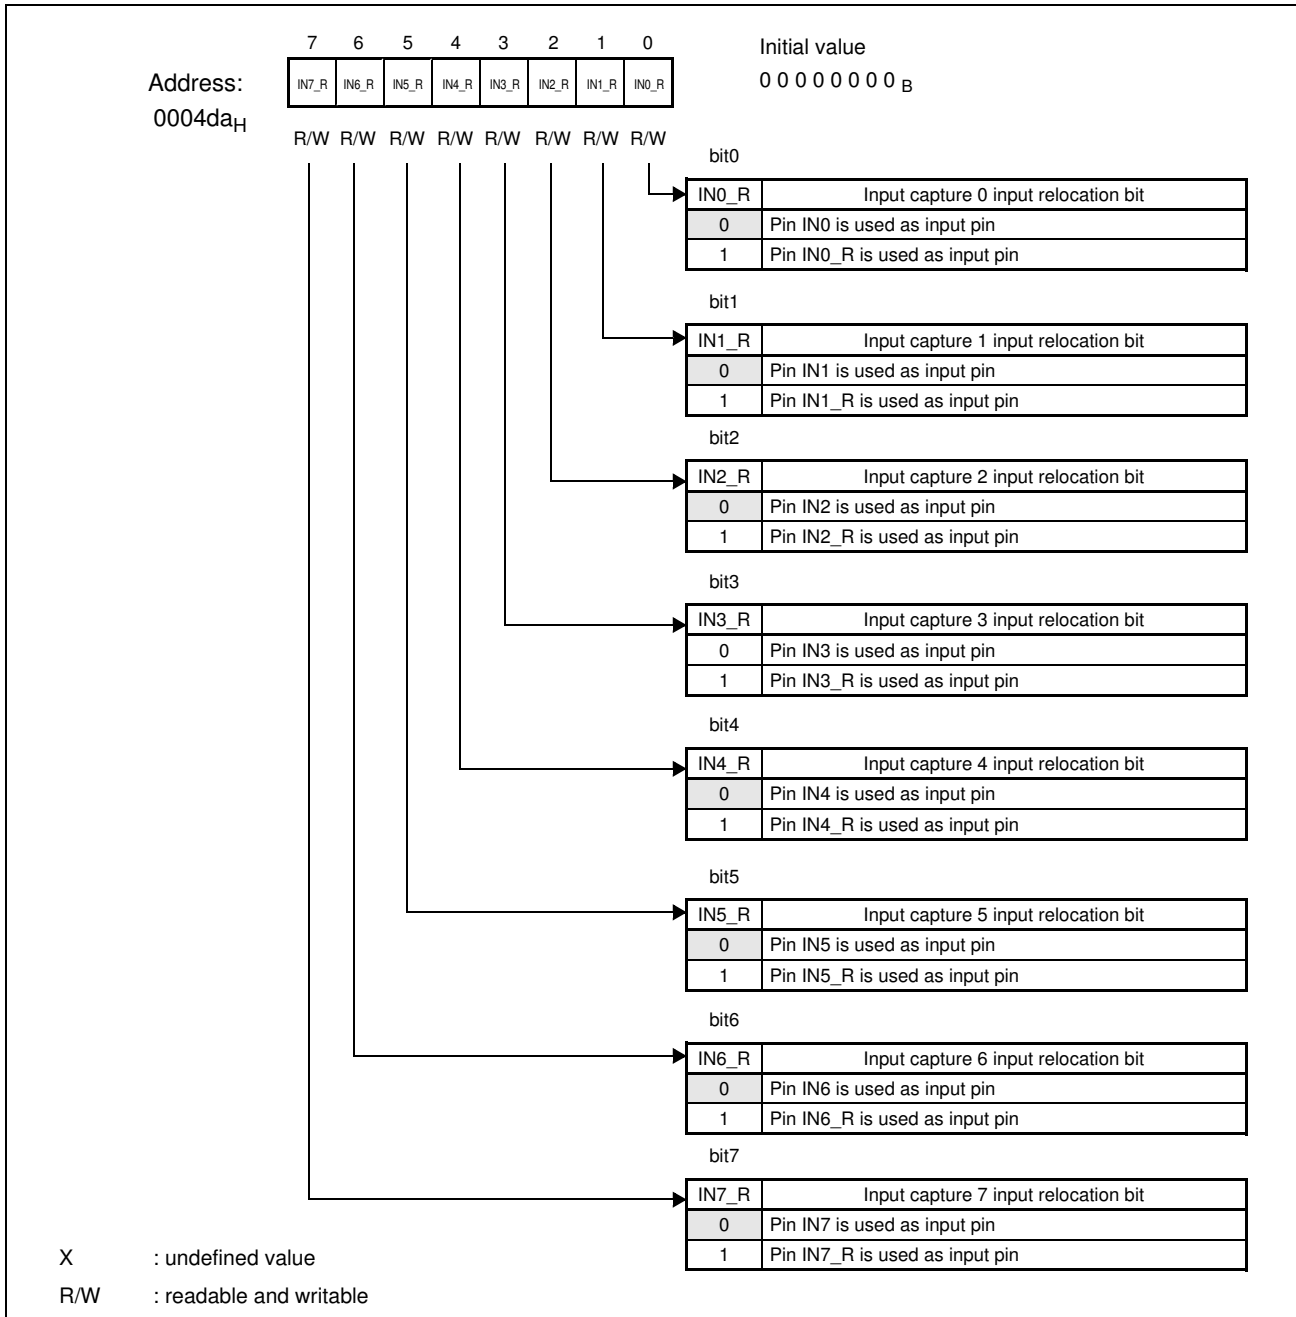 7 6 5 4 3 2 1 0
Initial value
Address:
IN7_R IN6_R IN5_R IN4_R IN3_R IN2_R IN1_R IN0_R
0 0 0 0 0 0 0 0 B
0004daH
R/W R/W R/W R/W R/W R/W R/W R/W
bit0
IN0_R Input capture 0 input relocation bit
0 Pin IN0 is used as input pin
1 Pin IN0_R is used as input pin
bit1
IN1_R Input capture 1 input relocation bit
0 Pin IN1 is used as input pin
1 Pin IN1_R is used as input pin
bit2
IN2_R Input capture 2 input relocation bit
0 Pin IN2 is used as input pin
1 Pin IN2_R is used as input pin
bit3
IN3_R Input capture 3 input relocation bit
0 Pin IN3 is used as input pin
1 Pin IN3_R is used as input pin
bit4
IN4_R Input capture 4 input relocation bit
0 Pin IN4 is used as input pin
1 Pin IN4_R is used as input pin
bit5
IN5_R Input capture 5 input relocation bit
0 Pin IN5 is used as input pin
1 Pin IN5_R is used as input pin
bit6
IN6_R Input capture 6 input relocation bit
0 Pin IN6 is used as input pin
1 Pin IN6_R is used as input pin
bit7
IN7_R Input capture 7 input relocation bit
0 Pin IN7 is used as input pin
1 Pin IN7_R is used as input pin
X : undefined value
R/W : readable and writable